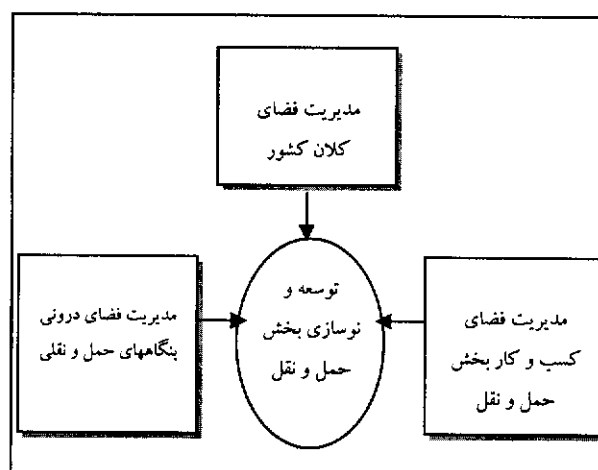 مدیریت فضای
کلان کشور
توسعه و
نوسازی بخش
حمل و نقل
مدیریت فضای
کسب و کار بخش
حمل و نقل
مدیریت فضای درونی
بنگاههای حمل و نقلی